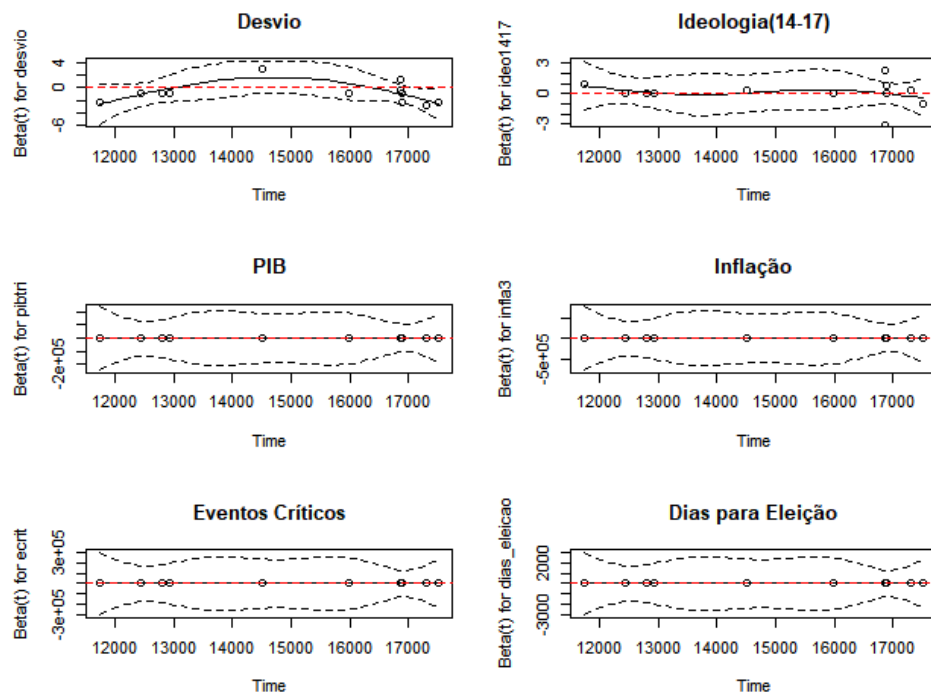 Desvio
Beta(t) for desvio
4
0
-6
12000 13000 14000 15000 16000 17000
Time
Ideologia(14-17)
Beta(t) for ideo1417
3
0
-3
12000 13000 14000 15000 16000 17000
Time
PIB
Beta(t) for pibtri
-2e+05
12000 13000 14000 15000 16000 17000
Time
Inflação
Beta(t) for infla3
-5e+05
12000 13000 14000 15000 16000 17000
Time
Eventos Críticos
Beta(t) for ecrit
3e+05
-3e+05
12000 13000 14000 15000 16000 17000
Time
Dias para Eleição
Beta(t) for dias_eleicao
2000
-3000
12000 13000 14000 15000 16000 17000
Time